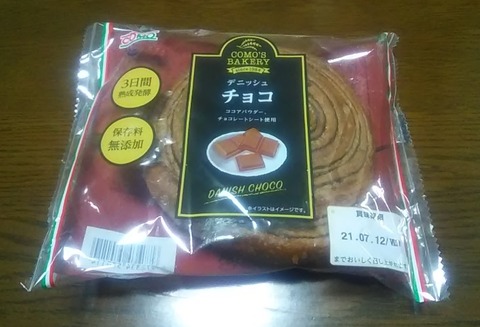 COMO'S
BAKERY
デニッシュ
チョコ
ココアパウダー、
チョコレートシート使用
3日間
熟成発酵
保存料
無添加
DANISH CHOCO
※イラストはイメージです。
賞味期限
21.07.12
までおいしく召し上がれます